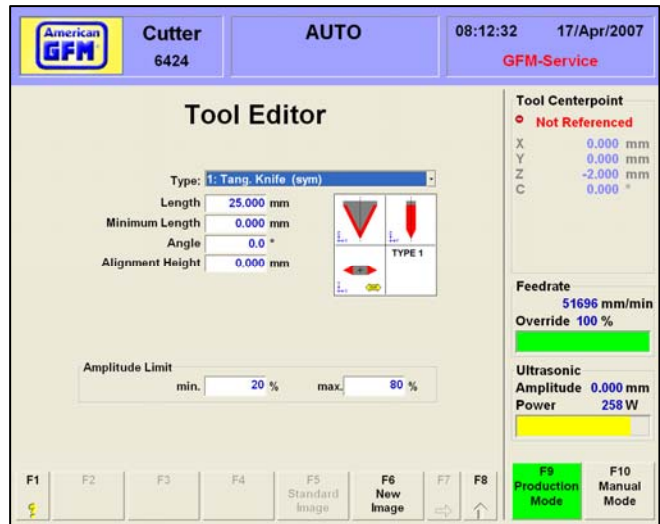 American
GFM
Cutter
6424
AUTO
08:12:32 17/Apr/2007
GFM-Service
Tool Editor
Type: 1: Tang. Knife (sym)
Length 25.000 mm
Minimum Length 0.000 mm
Angle 0.0 °
Alignment Height 0.000 mm
TYPE 1
Amplitude Limit
min. 20 % max. 80 %
Tool Centerpoint
Not Referenced
X 0.000 mm
Y 0.000 mm
Z -2.000 mm
C 0.000 °
Feedrate
51696 mm/min
Override 100 %
Ultrasonic
Amplitude 0.000 mm
Power 258 W
F1 F2 F3 F4 F5 F6 F7 F8
Standard New
Image Image
F9 F10
Production Manual
Mode Mode